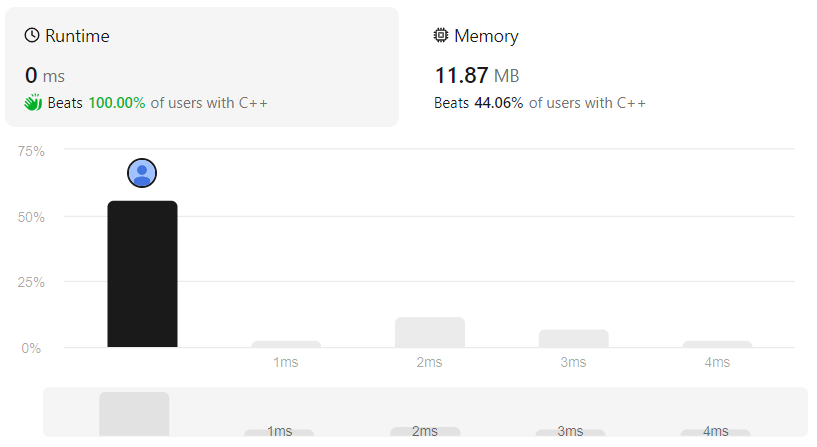 Runtime
0 ms
Beats 100.00% of users with C++
Memory
11.87 MB
Beats 44.06% of users with C++
75%
50%
25%
0%
1ms 2ms 3ms 4ms
1ms 2ms 3ms 4ms